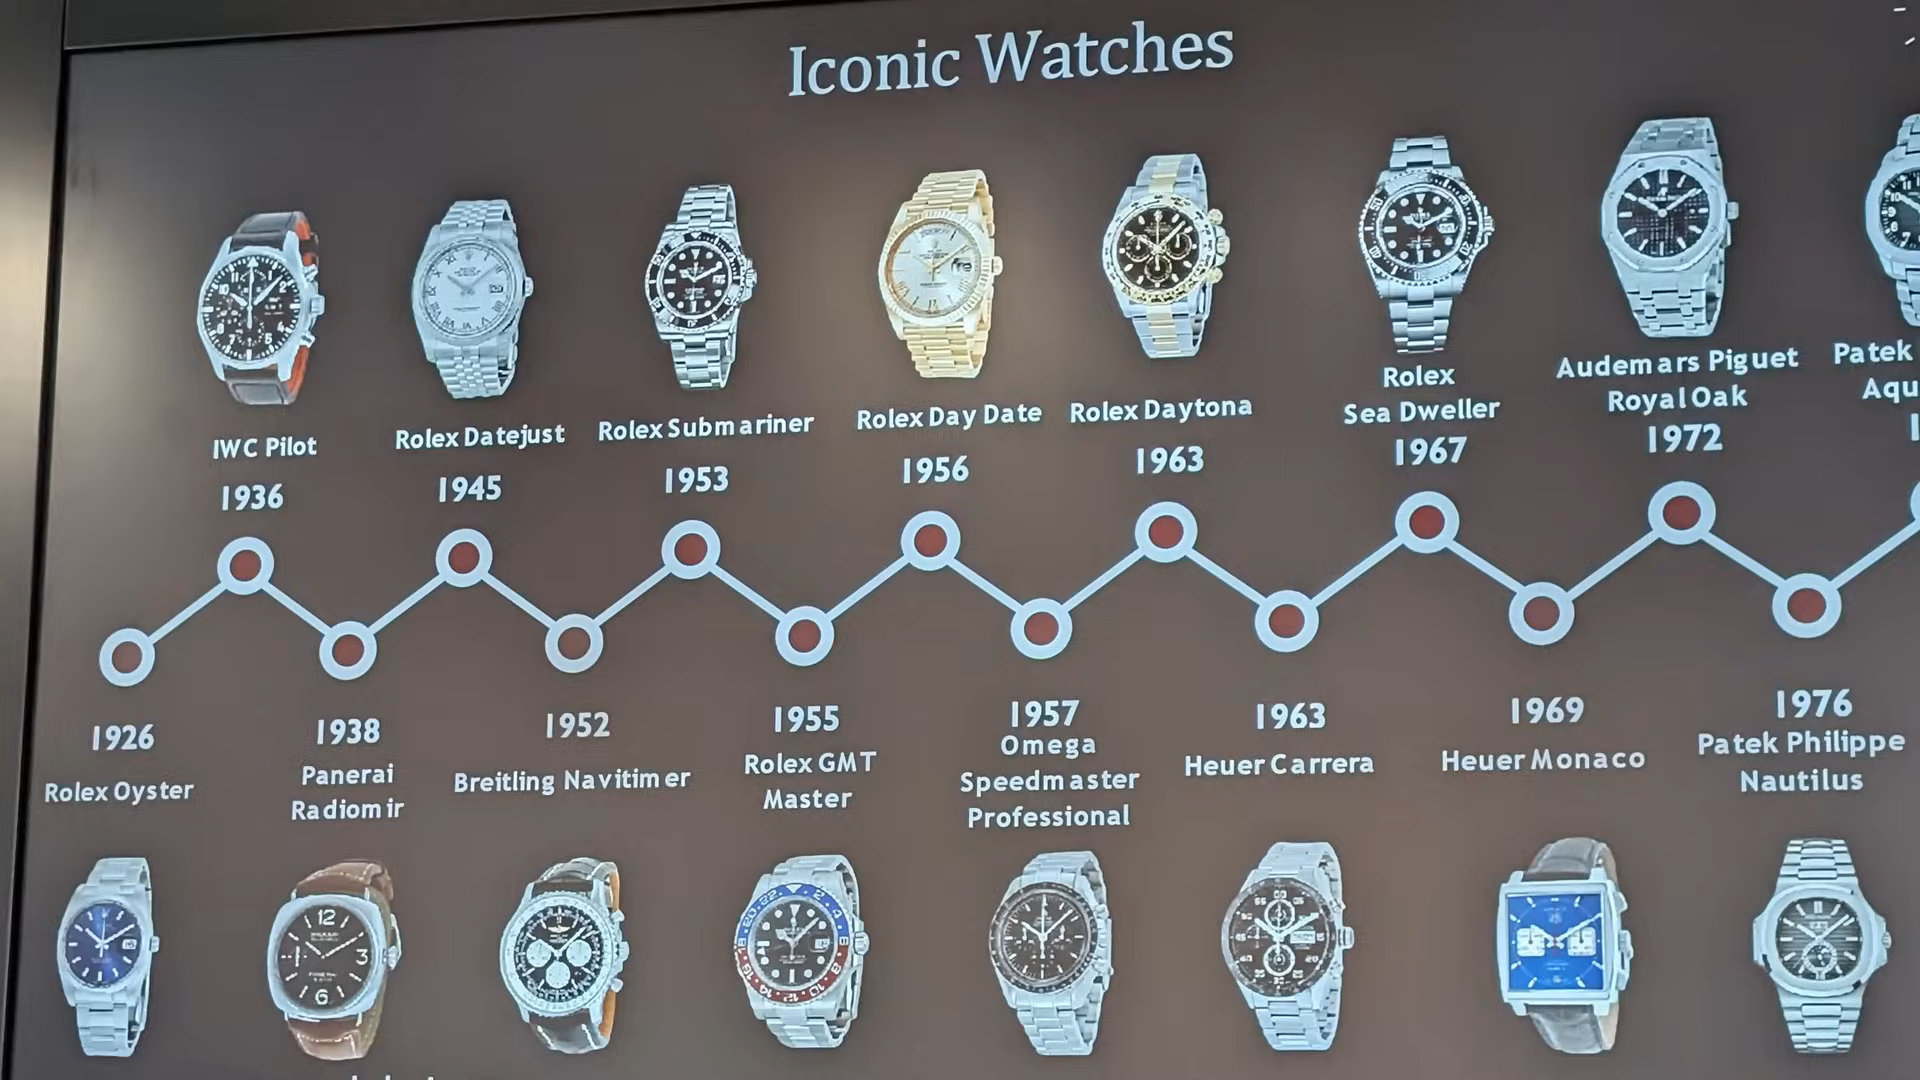 Iconic Watches
IWC Pilot
1936
Rolex Datejust
1945
Rolex Submariner
1953
Rolex Day Date
1956
Rolex Daytona
1963
Rolex
Sea Dweller
1967
Audemars Piguet
Royal Oak
1972
Patek
Aqu
1926
Rolex Oyster
1938
Panerai
Radiomir
1952
Breitling Navitimer
1955
Rolex GMT
Master
1957
Omega
Speedmaster
Professional
1963
Heuer Carrera
1969
Heuer Monaco
1976
Patek Philippe
Nautilus